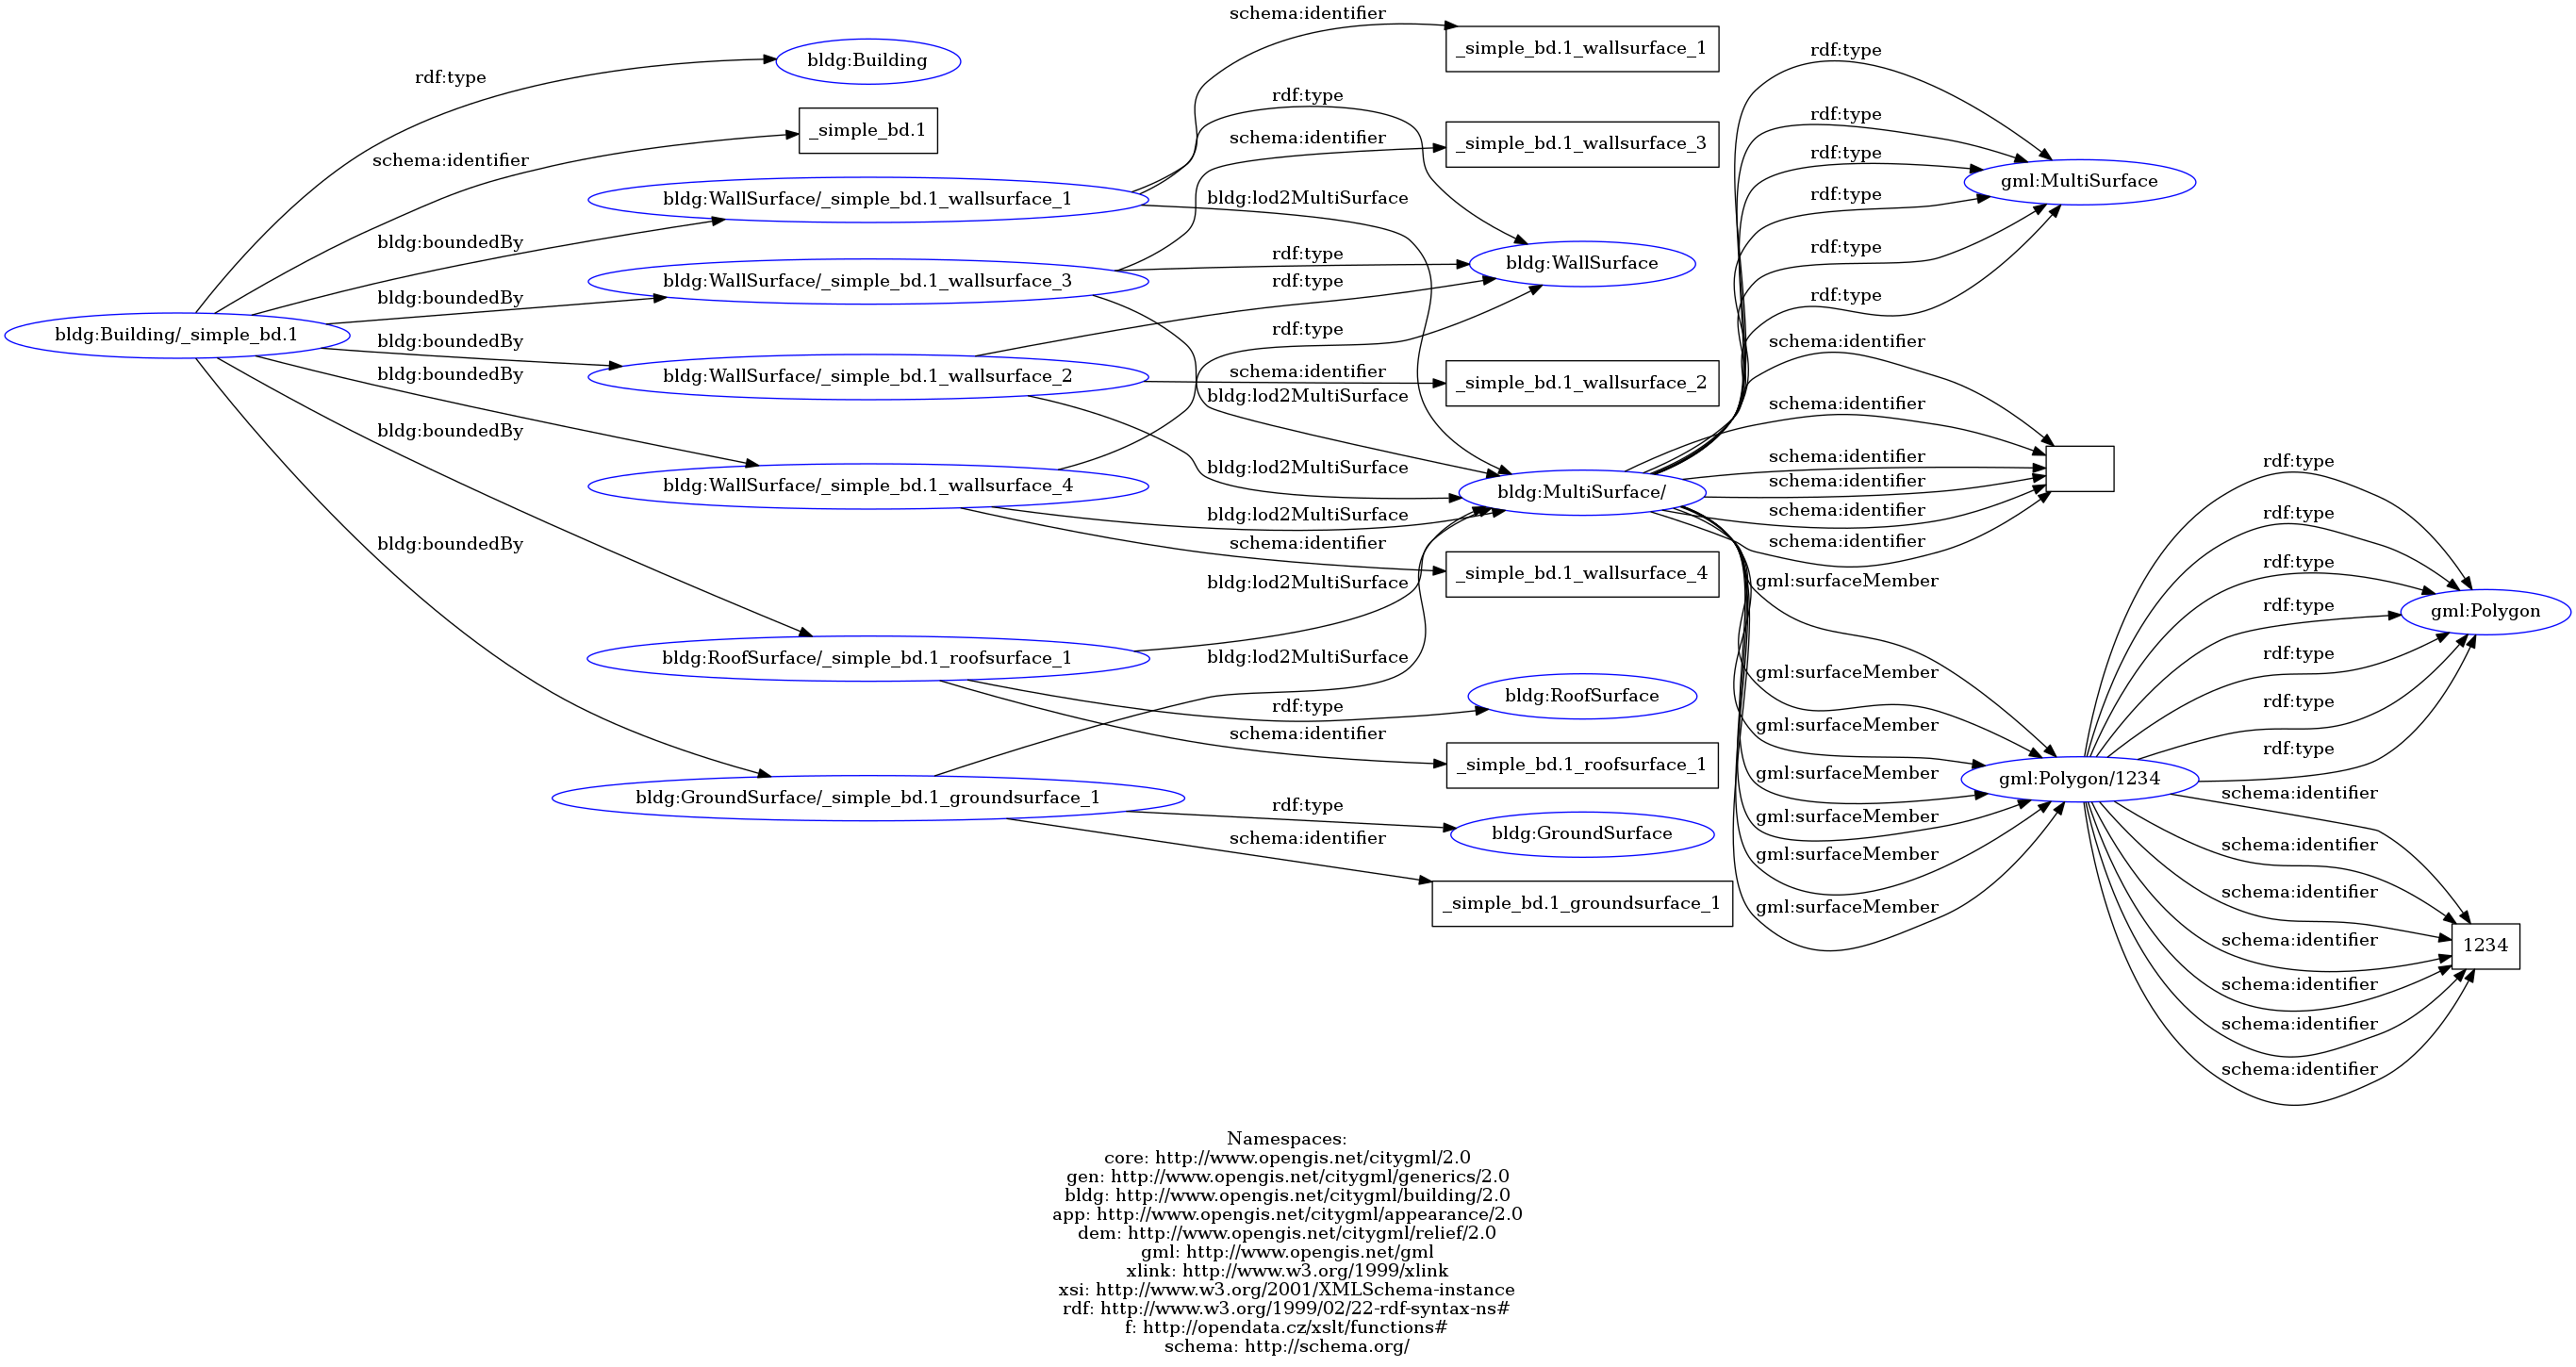 schema:identifier
_simple_bd.1_wallsurface_1
rdf:type
bldg:Building
rdf:type
rdf:type
rdf:type
_simple_bd.1
schema:identifier
_simple_bd.1_wallsurface_3
rdf:type
schema:identifier
rdf:type
gml:MultiSurface
bldg:WallSurface/_simple_bd.1_wallsurface_1
bldg:lod2MultiSurface
rdf:type
bldg:boundedBy
rdf:type
rdf:type
bldg:WallSurface
bldg:WallSurface/_simple_bd.1_wallsurface_3
rdf:type
bldg:boundedBy
rdf:type
rdf:type
bldg:Building/_simple_bd.1
bldg:boundedBy
schema:identifier
bldg:boundedBy
bldg:WallSurface/_simple_bd.1_wallsurface_2
schema:identifier
_simple_bd.1_wallsurface_2
bldg:lod2MultiSurface
schema:identifier
bldg:boundedBy
schema:identifier
rdf:type
bldg:lod2MultiSurface
schema:identifier
bldg:WallSurface/_simple_bd.1_wallsurface_4
bldg:MultiSurface/
schema:identifier
bldg:lod2MultiSurface
rdf:type
bldg:boundedBy
schema:identifier
schema:identifier
rdf:type
_simple_bd.1_wallsurface_4
bldg:lod2MultiSurface
gml:surfaceMember
rdf:type
gml:Polygon
bldg:RoofSurface/_simple_bd.1_roofsurface_1
bldg:lod2MultiSurface
gml:surfaceMember
rdf:type
bldg:RoofSurface
rdf:type
rdf:type
gml:surfaceMember
schema:identifier
rdf:type
_simple_bd.1_roofsurface_1
gml:surfaceMember
gml:Polygon/1234
schema:identifier
bldg:GroundSurface/_simple_bd.1_groundsurface_1
rdf:type
gml:surfaceMember
schema:identifier
bldg:GroundSurface
schema:identifier
gml:surfaceMember
schema:identifier
_simple_bd.1_groundsurface_1
gml:surfaceMember
schema:identifier
1234
schema:identifier
schema:identifier
schema:identifier
Namespaces:
core: http://www.opengis.net/citygml/2.0
gen: http://www.opengis.net/citygml/generics/2.0
bldg: http://www.opengis.net/citygml/building/2.0
app: http://www.opengis.net/citygml/appearance/2.0
dem: http://www.opengis.net/citygml/relief/2.0
gml: http://www.opengis.net/gml
xlink: http://www.w3.org/1999/xlink
xsi: http://www.w3.org/2001/XMLSchema-instance
rdf: http://www.w3.org/1999/02/22-rdf-syntax-ns#
f: http://opendata.cz/xslt/functions#
schema: http://schema.org/